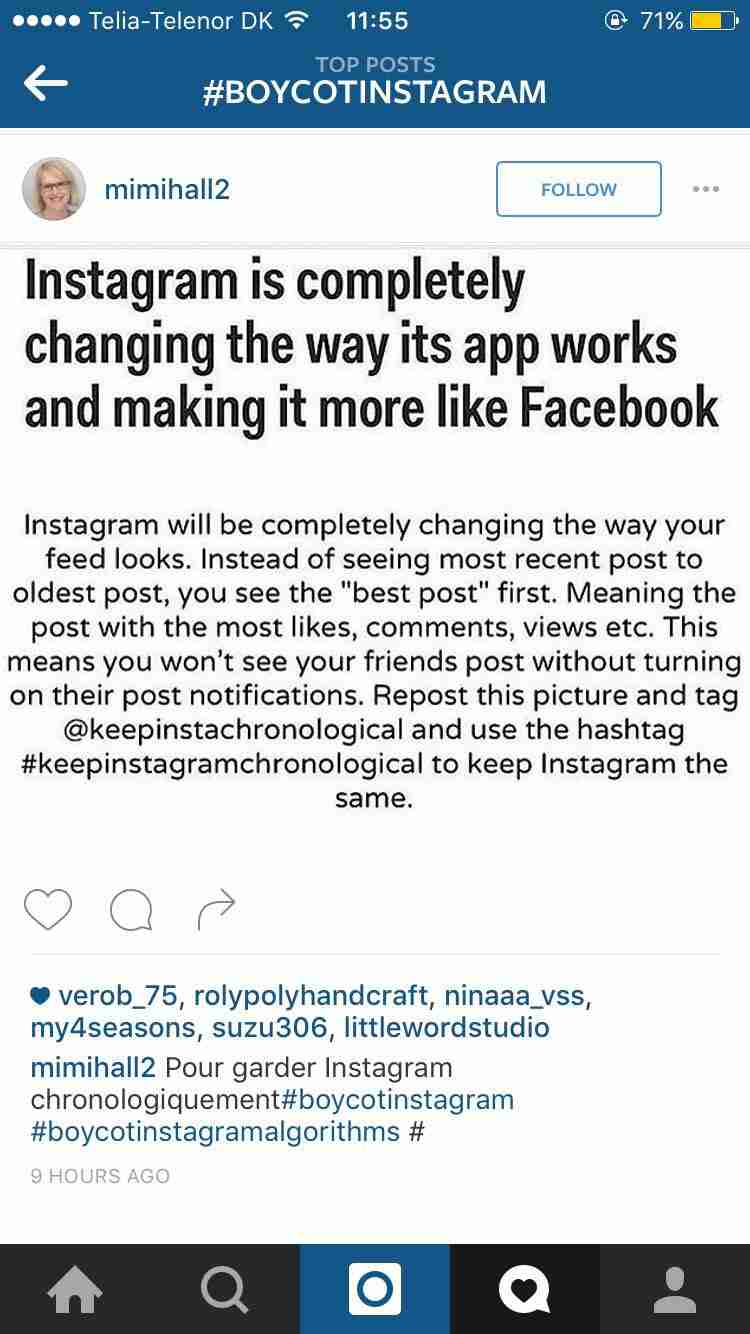 Telia-Telenor DK 11:55 71%
TOP POSTS
#BOYCOTINSTAGRAM
mimihall2 FOLLOW
Instagram is completely
changing the way its app works
and making it more like Facebook
Instagram will be completely changing the way your
feed looks. Instead of seeing most recent post to
oldest post, you see the "best post" first. Meaning the
post with the most likes, comments, views etc. This
means you won't see your friends post without turning
on their post notifications. Repost this picture and tag
@keepinstachronological and use the hashtag
#keepinstagramchronological to keep Instagram the
same.
verob_75, rolypolyhandcraft, ninaaa_vss,
my4seasons, suzu306, littlewordstudio
mimihall2 Pour garder Instagram
chronologiquement#boycotinstagram
#boycotinstagramalgorithms #
9 HOURS AGO